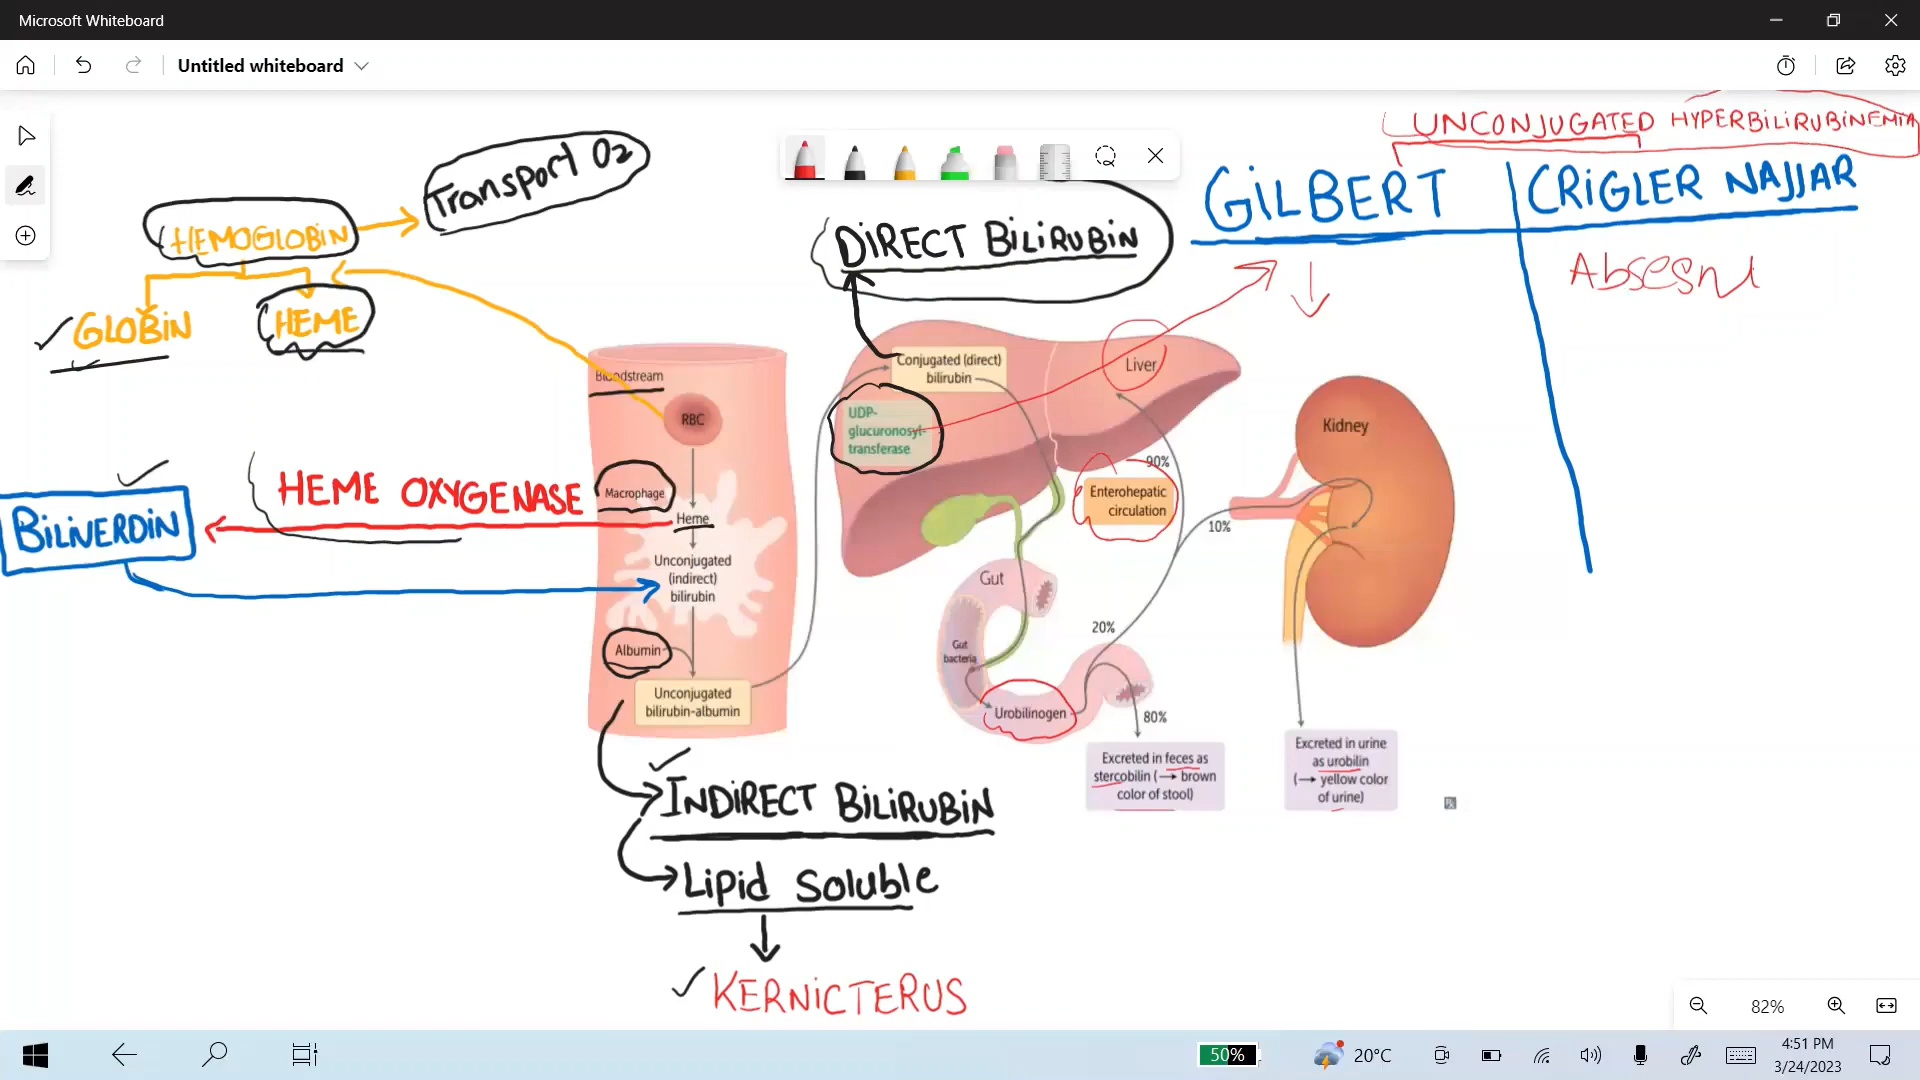 Microsoft Whiteboard
Untitled whiteboard
UNCONJUGATED HYPERBILIRUBINEMIA
Transport O2
HEMOGLOBIN
GLOBIN
HEME
DIRECT BILIRUBIN
GILBERT
CRIGLER NAJJAR
Bloodstream
RBC
Macrophage
Heme
Unconjugated
(indirect)
bilirubin
Albumin
Unconjugated
bilirubin-albumin
HEME OXYGENASE
BILIVERDIN
Conjugated (direct)
bilirubin
UDP-
glucuronosyl-
transferase
Liver
90%
Enterohepatic
circulation
10%
Kidney
Gut
Gut
bacteria
20%
Urobilinogen
80%
Excreted in feces as
stercobilin (→ brown
color of stool)
Excreted in urine
as urobilin
(→ yellow color
of urine)
INDIRECT BILIRUBIN
Lipid Soluble
KERNICTERUS
82%
50%
20°C
4:51 PM
3/24/2023